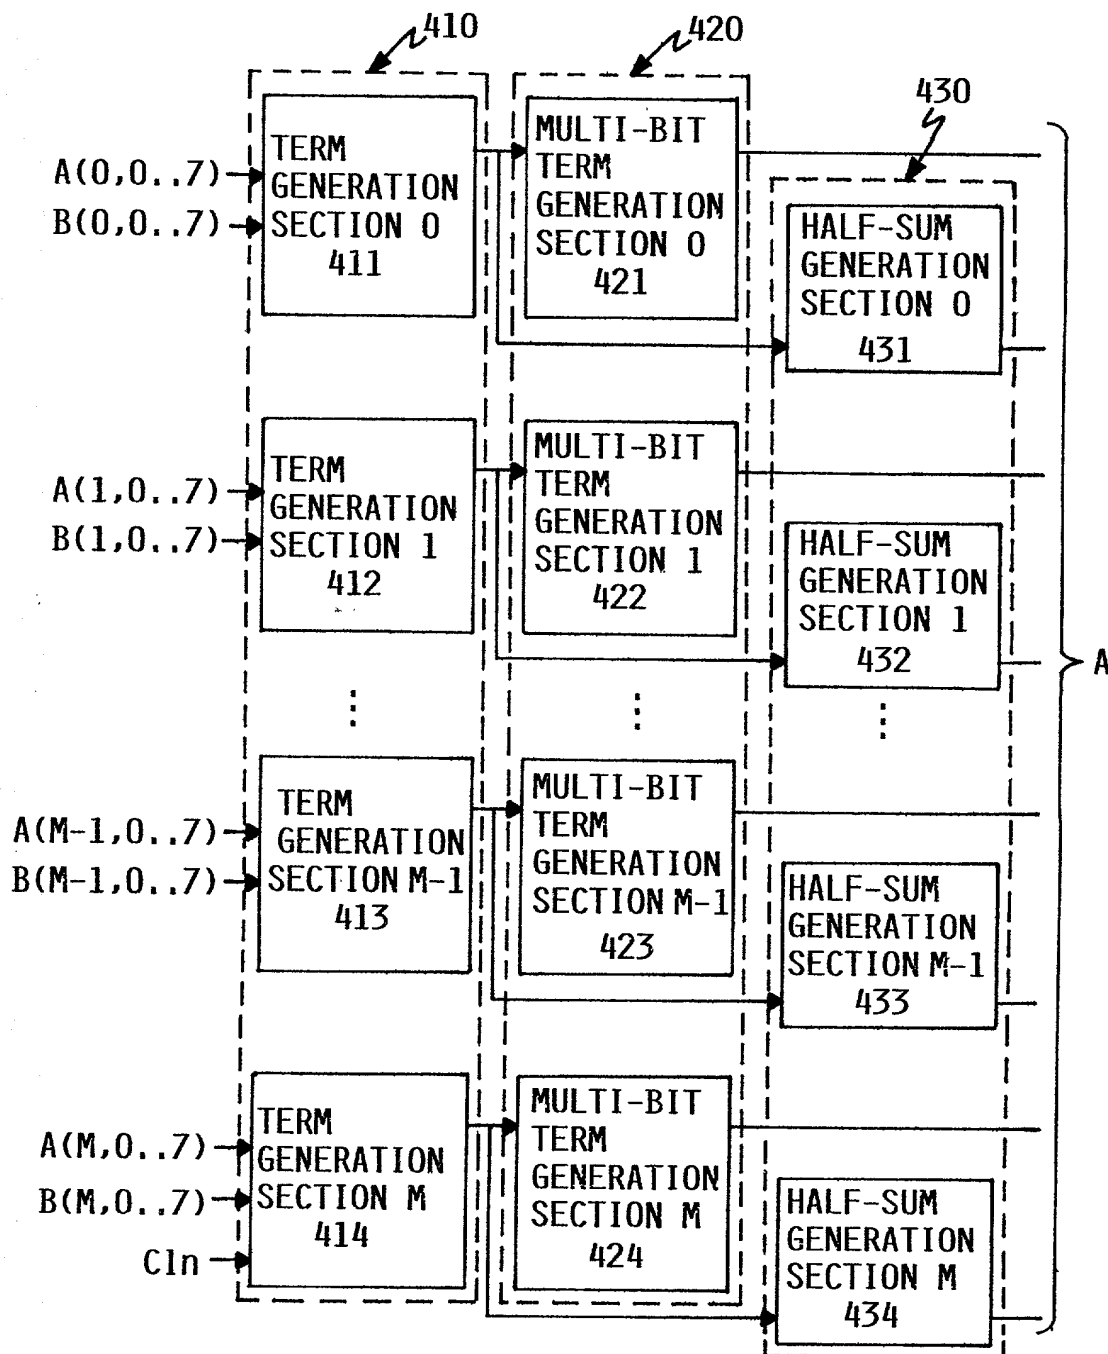 410
420
430
TERM
GENERATION
SECTION 0
411
A(0,0..7)
B(0,0..7)
MULTI-BIT
TERM
GENERATION
SECTION 0
421
HALF-SUM
GENERATION
SECTION 0
431
TERM
GENERATION
SECTION 1
412
A(1,0..7)
B(1,0..7)
MULTI-BIT
TERM
GENERATION
SECTION 1
422
HALF-SUM
GENERATION
SECTION 1
432
A
TERM
GENERATION
SECTION M-1
413
A(M-1,0..7)
B(M-1,0..7)
MULTI-BIT
TERM
GENERATION
SECTION M-1
423
HALF-SUM
GENERATION
SECTION M-1
433
TERM
GENERATION
SECTION M
414
A(M,0..7)
B(M,0..7)
CIn
MULTI-BIT
TERM
GENERATION
SECTION M
424
HALF-SUM
GENERATION
SECTION M
434